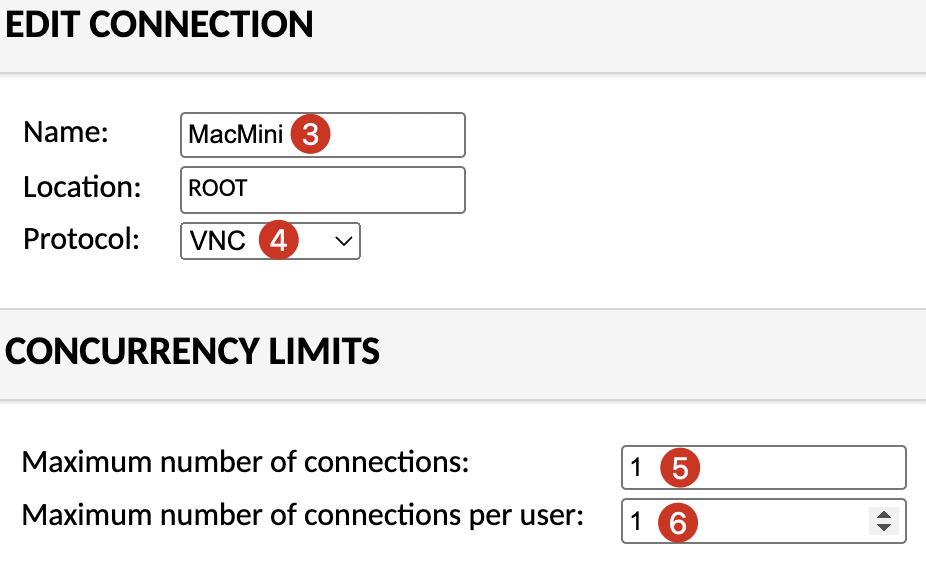 EDIT CONNECTION
Name: MacMini 3
Location: ROOT
Protocol: VNC 4
CONCURRENCY LIMITS
Maximum number of connections: 1 5
Maximum number of connections per user: 1 6